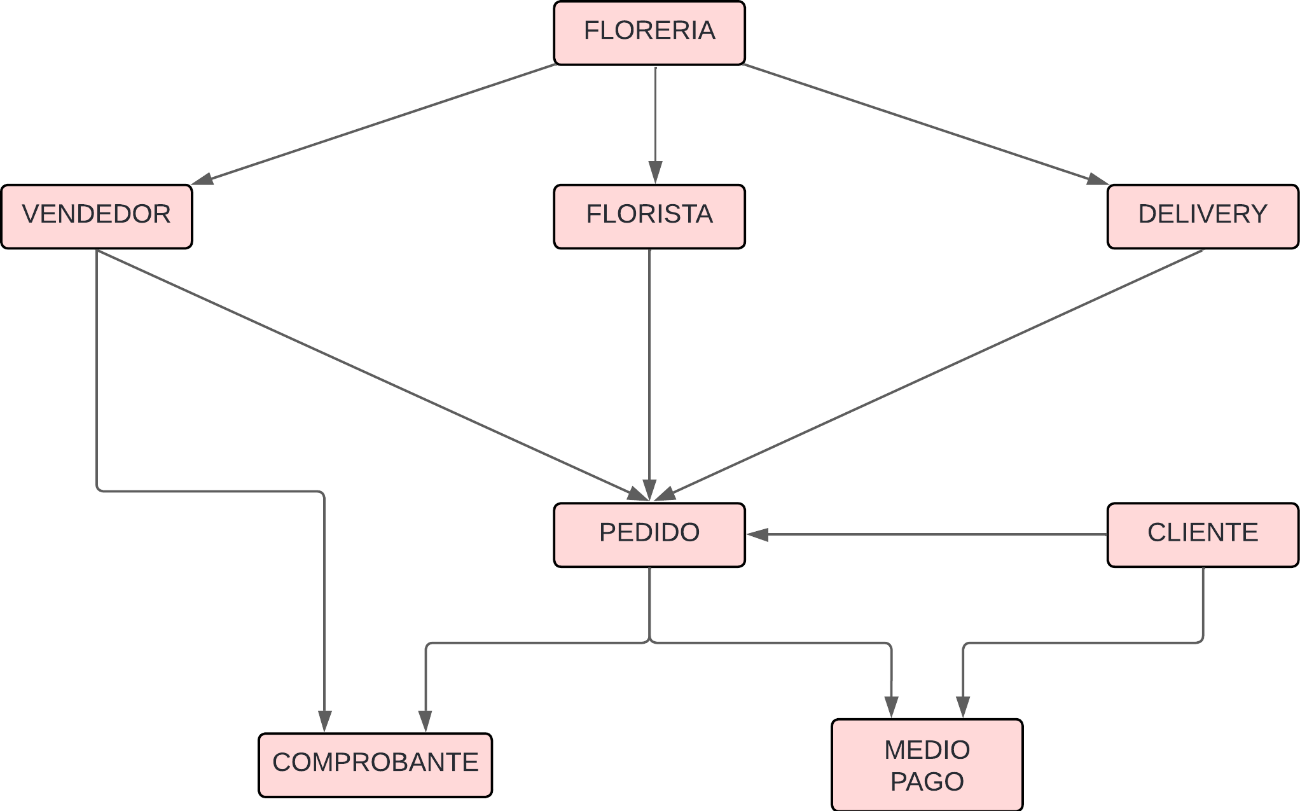 FLORERIA
VENDEDOR
FLORISTA
DELIVERY
PEDIDO
CLIENTE
COMPROBANTE
MEDIO
PAGO